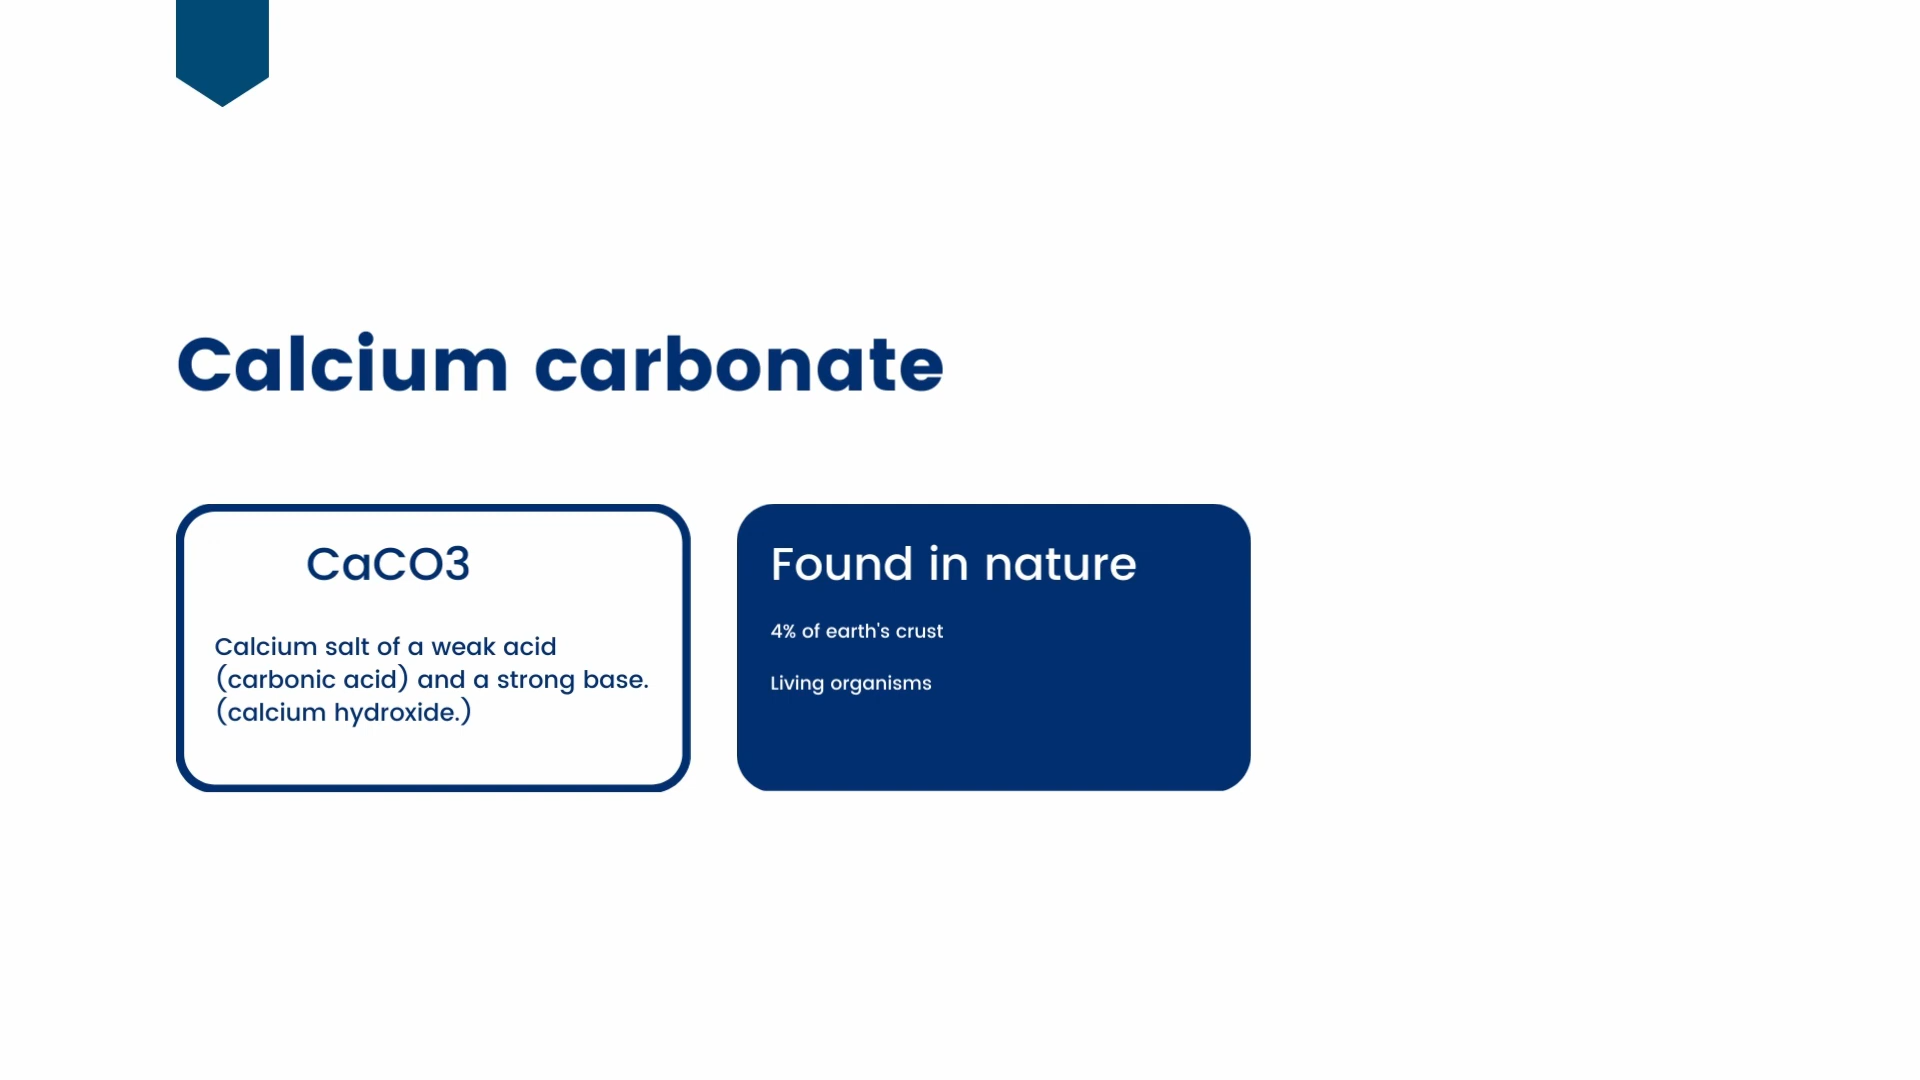 Calcium carbonate
CaCO3
Calcium salt of a weak acid
(carbonic acid) and a strong base.
(calcium hydroxide.)
Found in nature
4% of earth's crust
Living organisms